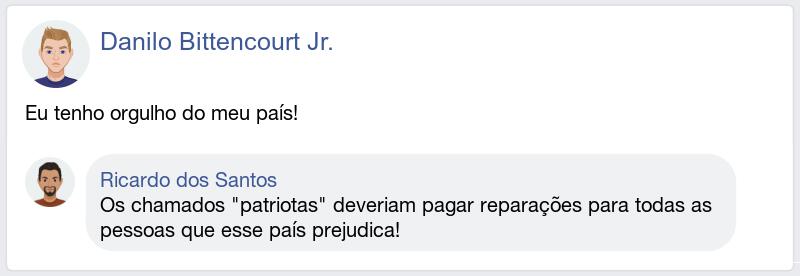 Danilo Bittencourt Jr.
Eu tenho orgulho do meu país!
Ricardo dos Santos
Os chamados "patriotas" deveriam pagar reparações para todas as
pessoas que esse país prejudica!